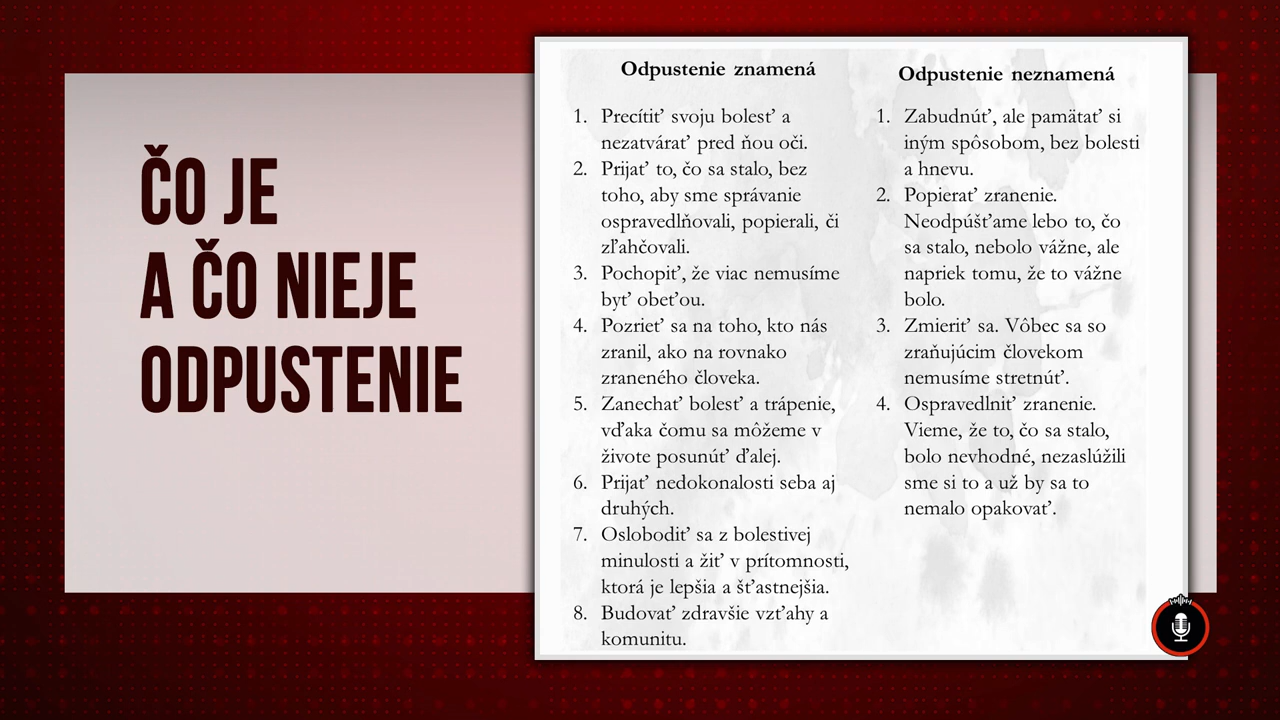 ČO JE
A ČO NIEJE
ODPUSTENIE
Odpustenie znamená
1. Precítiť svoju bolesť a
nezatvárať pred ňou oči.
2. Prijať to, čo sa stalo, bez
toho, aby sme správanie
ospravedlňovali, popierali, či
zľahčovali.
3. Pochopiť, že viac nemusíme
byť obeťou.
4. Pozrieť sa na toho, kto nás
zranil, ako na rovnako
zraneného človeka.
5. Zanechať bolesť a trápenie,
vďaka čomu sa môžeme v
živote posunúť ďalej.
6. Prijať nedokonalosti seba aj
druhých.
7. Oslobodiť sa z bolestivej
minulosti a žiť v prítomnosti,
ktorá je lepšia a šťastnejšia.
8. Budovať zdravšie vzťahy a
komunitu.
Odpustenie neznamená
1. Zabudnúť, ale pamätať si
iným spôsobom, bez bolesti
a hnevu.
2. Popierať zranenie.
Neodpúšťame lebo to, čo
sa stalo, nebolo vážne, ale
napriek tomu, že to vážne
bolo.
3. Zmieriť sa. Vôbec sa so
zraňujúcim človekom
nemusíme stretnúť.
4. Ospravedlniť zranenie.
Vieme, že to, čo sa stalo,
bolo nevhodné, nezaslúžili
sme si to a už by sa to
nemalo opakovať.